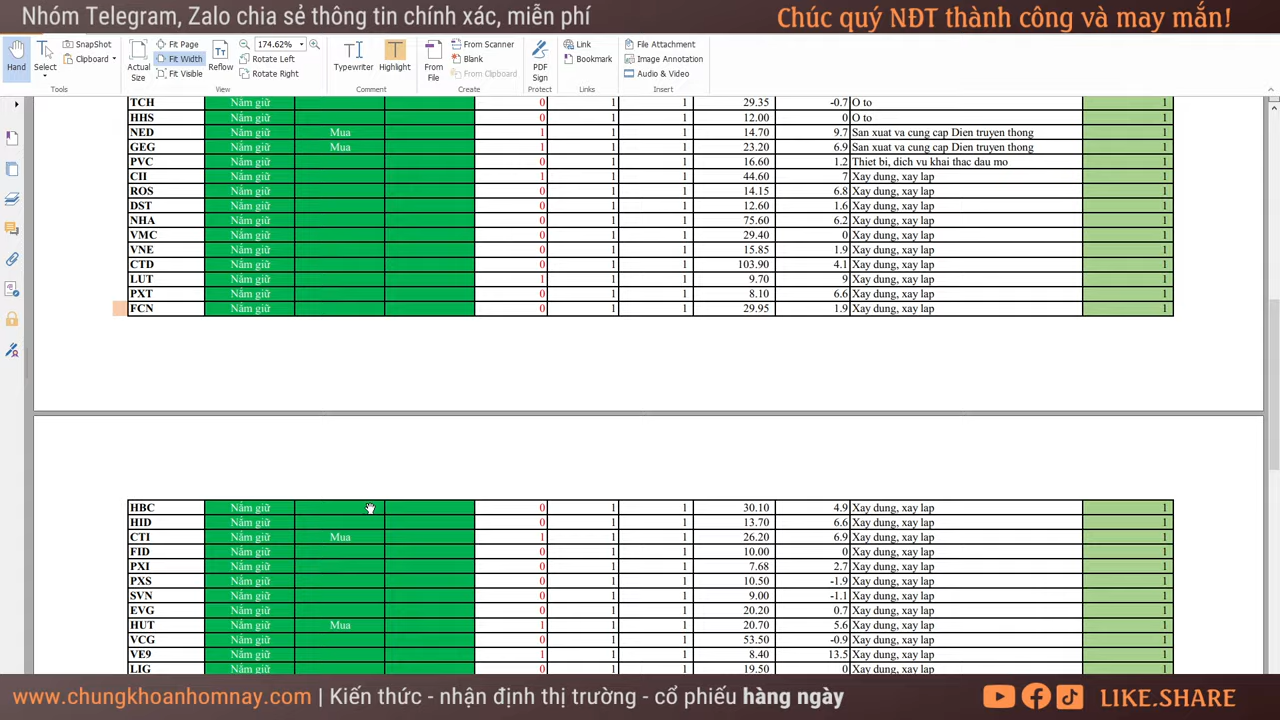 Nhóm Telegram, Zalo chia sẻ thông tin chính xác, miễn phí
Chúc quý NĐT thành công và may mắn!
Hand
Select
SnapShot
Clipboard
Tools
Actual Size
Fit Page
Fit Width
Fit Visible
Reflow
174.62%
Rotate Left
Rotate Right
View
Typewriter
Highlight
Comment
From File
From Scanner
Blank
From Clipboard
Create
PDF Sign
Protect
Link
Bookmark
Links
File Attachment
Image Annotation
Audio & Video
Insert
TCH Nắm giữ 0 1 1 29.35 -0.7 O to 1
HHS Nắm giữ 0 1 1 12.00 0 O to 1
NED Nắm giữ Mua 1 1 1 14.70 9.7 San xuat va cung cap Dien truyen thong 1
GEG Nắm giữ Mua 1 1 1 23.20 6.9 San xuat va cung cap Dien truyen thong 1
PVC Nắm giữ 0 1 1 16.60 1.2 Thiet bi, dich vu khai thac dau mo 1
CII Nắm giữ 1 1 1 44.60 7 Xay dung, xay lap 1
ROS Nắm giữ 0 1 1 14.15 6.8 Xay dung, xay lap 1
DST Nắm giữ 0 1 1 12.60 1.6 Xay dung, xay lap 1
NHA Nắm giữ 0 1 1 75.60 6.2 Xay dung, xay lap 1
VMC Nắm giữ 0 1 1 29.40 0 Xay dung, xay lap 1
VNE Nắm giữ 0 1 1 15.85 1.9 Xay dung, xay lap 1
CTD Nắm giữ 0 1 1 103.90 4.1 Xay dung, xay lap 1
LUT Nắm giữ 1 1 1 9.70 9 Xay dung, xay lap 1
PXT Nắm giữ 0 1 1 8.10 6.6 Xay dung, xay lap 1
FCN Nắm giữ 0 1 1 29.95 1.9 Xay dung, xay lap 1
HBC Nắm giữ 0 1 1 30.10 4.9 Xay dung, xay lap 1
HID Nắm giữ 0 1 1 13.70 6.6 Xay dung, xay lap 1
CTI Nắm giữ Mua 1 1 1 26.20 6.9 Xay dung, xay lap 1
FID Nắm giữ 0 1 1 10.00 0 Xay dung, xay lap 1
PXI Nắm giữ 0 1 1 7.68 2.7 Xay dung, xay lap 1
PXS Nắm giữ 0 1 1 10.50 -1.9 Xay dung, xay lap 1
SVN Nắm giữ 0 1 1 9.00 -1.1 Xay dung, xay lap 1
EVG Nắm giữ 0 1 1 20.20 0.7 Xay dung, xay lap 1
HUT Nắm giữ Mua 1 1 1 20.70 5.6 Xay dung, xay lap 1
VCG Nắm giữ 0 1 1 53.50 -0.9 Xay dung, xay lap 1
VE9 Nắm giữ 1 1 1 8.40 13.5 Xay dung, xay lap 1
LIG Nắm giữ 0 1 1 19.50 0 Xay dung, xay lap 1
www.chungkhoanhomnay.com | Kiến thức - nhận định thị trường - cổ phiếu hàng ngày
LIKE.SHARE